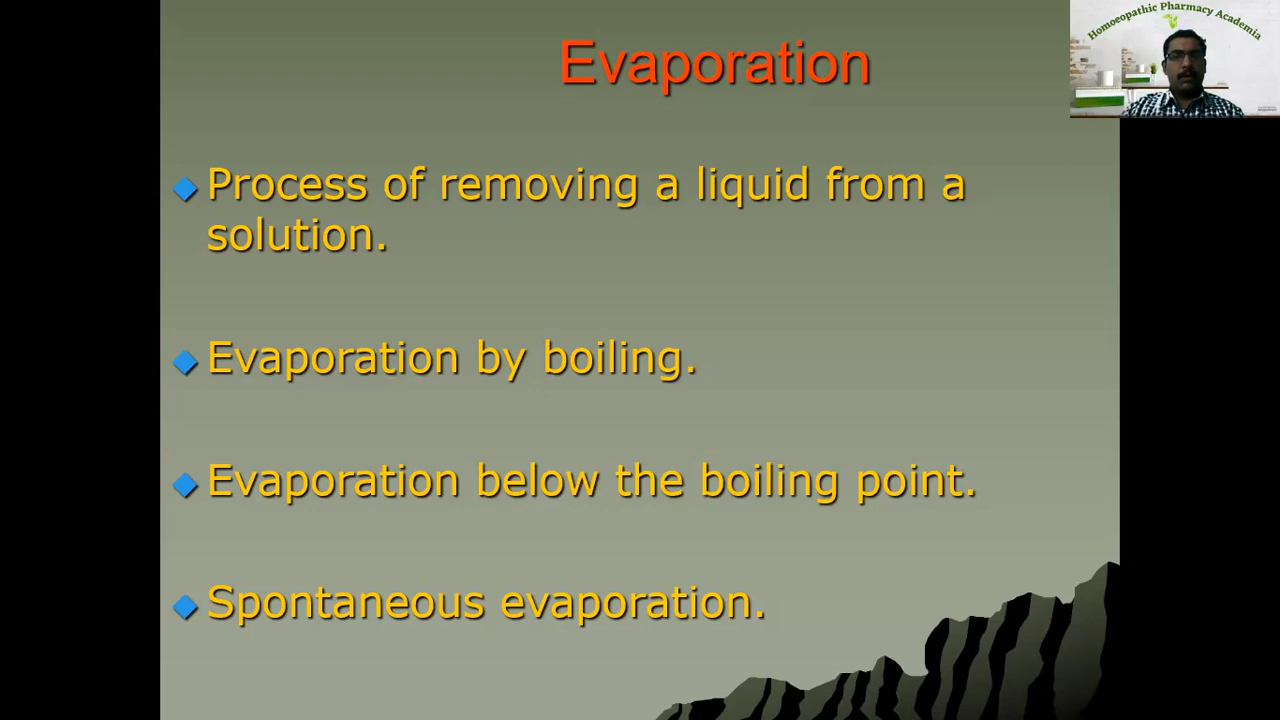 Homoeopathic Pharmacy Academia
Evaporation
Process of removing a liquid from a
solution.
Evaporation by boiling.
Evaporation below the boiling point.
Spontaneous evaporation.